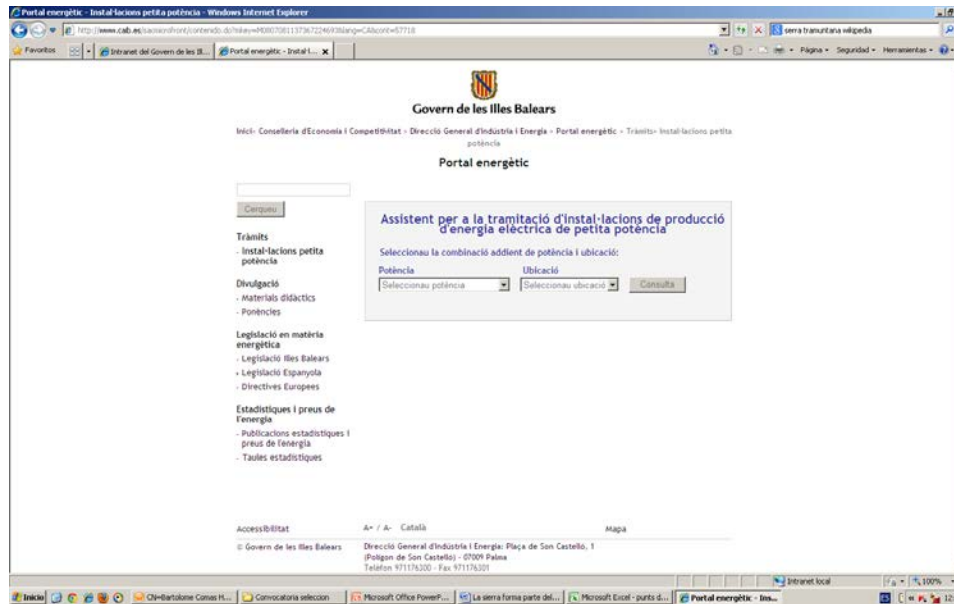 Portal energètic - Instal·lacions petita potència - Windows Internet Explorer
serra tramuntana wikipedia
Favoritos
Intranet del Govern de les Il...
Portal energètic - Instal·l...
Página
Seguridad
Herramientas
Govern de les Illes Balears
Inici- Conselleria d'Economia i Competitivitat - Direcció General d'Indústria i Energia - Portal energètic - Tràmits- Instal·lacions petita
potència
Portal energètic
Cerqueu
Tràmits
- Instal·lacions petita
potència
Divulgació
- Materials didàctics
- Ponències
Legislació en matèria
energètica
- Legislació Illes Balears
- Legislació Espanyola
- Directives Europees
Estadístiques i preus de
l'energia
- Publicacions estadístiques i
preus de l'energia
- Taules estadístiques
Assistent per a la tramitació d'instal·lacions de producció
d'energia elèctrica de petita potència
Seleccionau la combinació addient de potència i ubicació:
Potència
Ubicació
Seleccionau potència
Seleccionau ubicació
Consulta
Accessibilitat
A+ / A-
Català
Mapa
© Govern de les Illes Balears
Direcció General d'Indústria i Energia: Plaça de Son Castelló, 1
(Polígon de Son Castelló) - 07009 Palma
Telèfon 971176300 - Fax 971176301
Intranet local
100%
Inicio
CN=Bartolome Comas H...
Convocatoria seleccion
Microsoft Office PowerP...
La sierra forma parte del...
Microsoft Excel - punts d...
Portal energètic - Ins...